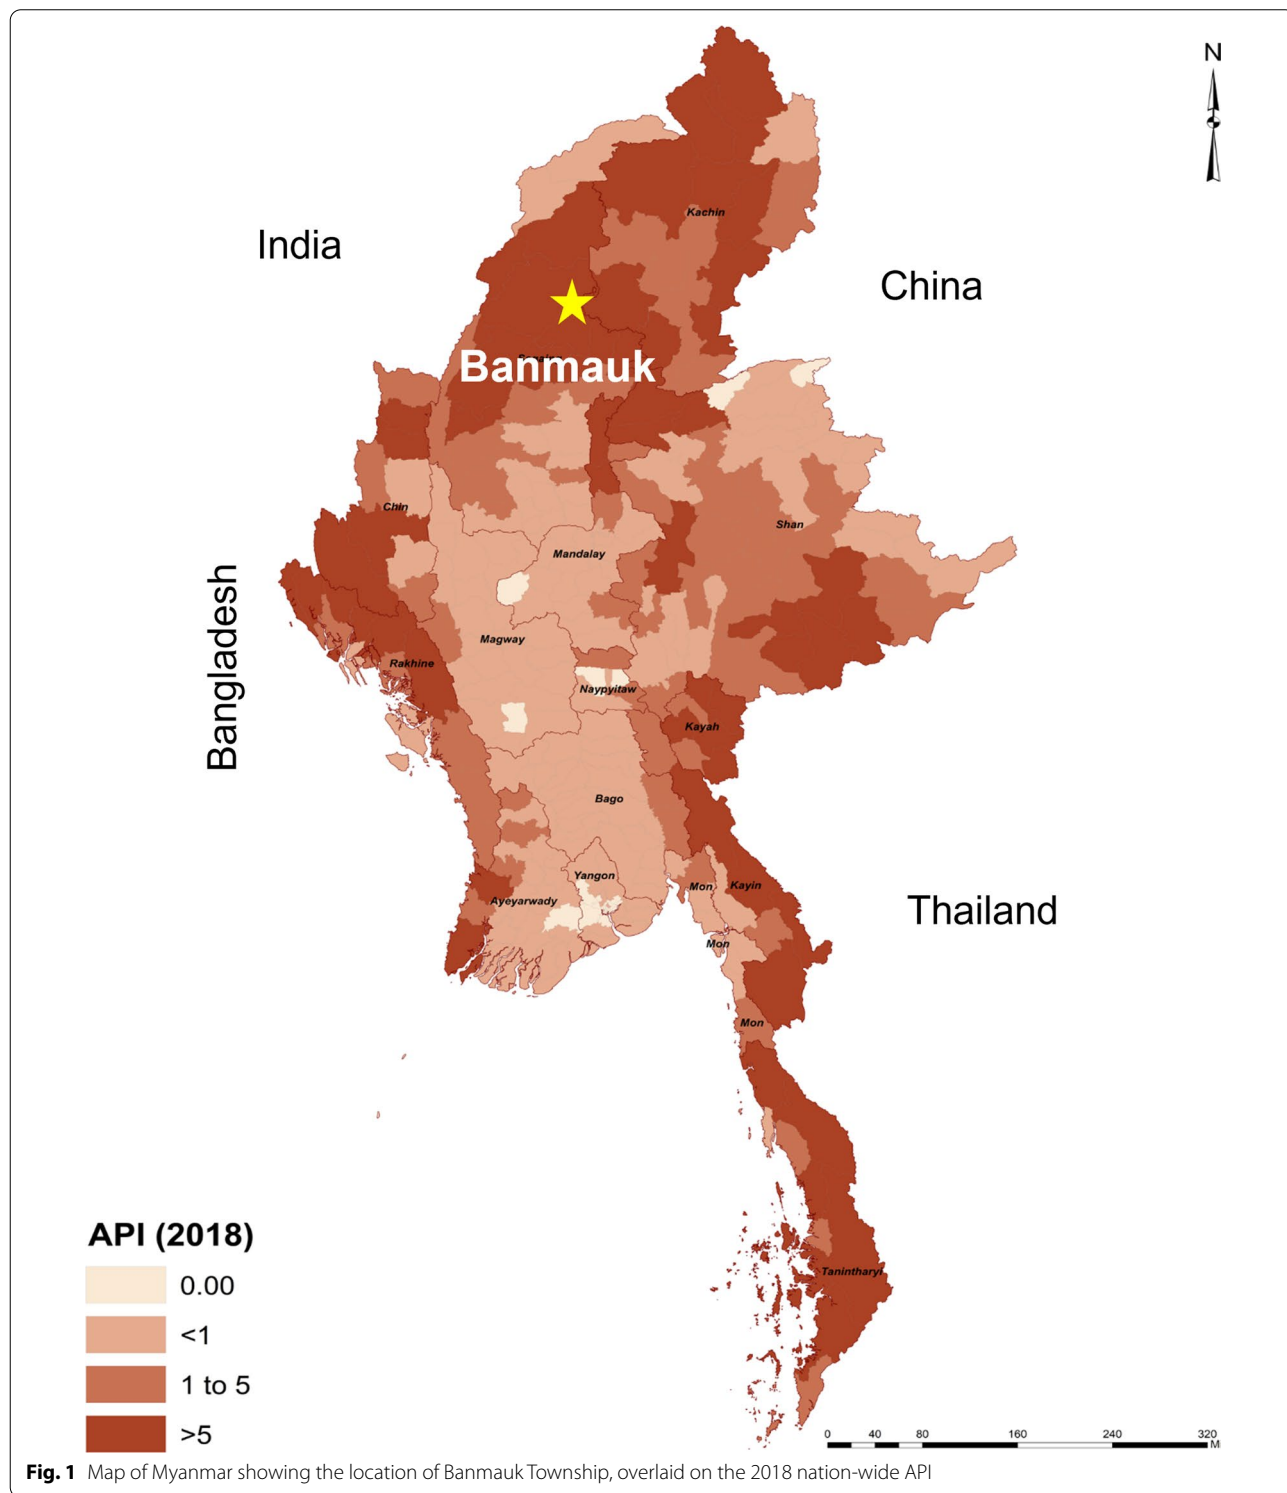 N
Kachin
India
China
Banmauk
Chin
Shan
Mandalay
Bangladesh
Magway
Rakhine
Naypyitaw
Kayah
Bago
Yangon
Mon
Kayin
Ayeyarwady
Thailand
Mon
Mon
API (2018)
Tanintharyi
0.00
<1
1 to 5
>5
0 40 80 160 240 320
M
Fig. 1 Map of Myanmar showing the location of Banmauk Township, overlaid on the 2018 nation-wide API